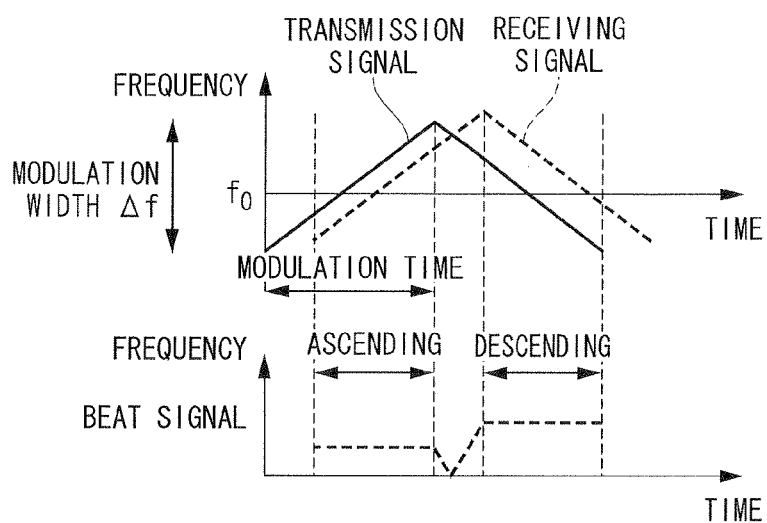 TRANSMISSION
SIGNAL
RECEIVING
SIGNAL
FREQUENCY
MODULATION
WIDTH Δf
f0
TIME
MODULATION TIME
FREQUENCY
ASCENDING
DESCENDING
BEAT SIGNAL
TIME